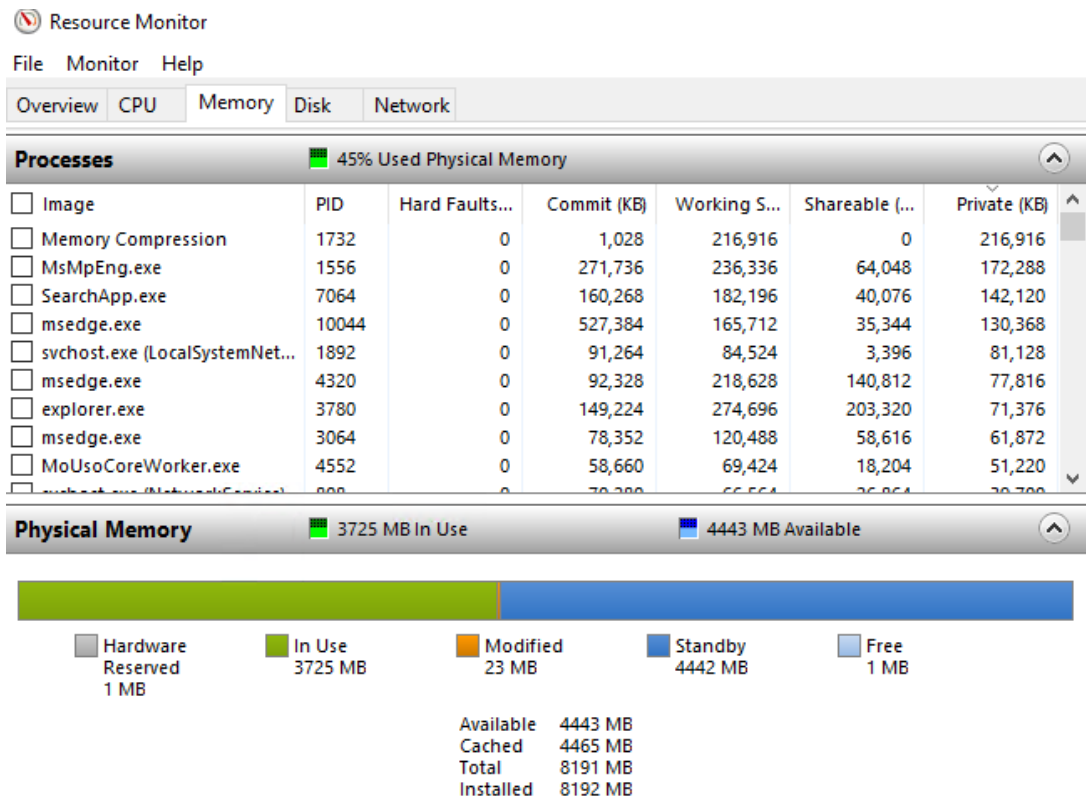 Resource Monitor
File Monitor Help
Overview CPU Memory Disk Network
Processes 45% Used Physical Memory
Image PID Hard Faults... Commit (KB) Working S... Shareable (... Private (KB)
Memory Compression 1732 0 1,028 216,916 0 216,916
MsMpEng.exe 1556 0 271,736 236,336 64,048 172,288
SearchApp.exe 7064 0 160,268 182,196 40,076 142,120
msedge.exe 10044 0 527,384 165,712 35,344 130,368
svchost.exe (LocalSystemNet... 1892 0 91,264 84,524 3,396 81,128
msedge.exe 4320 0 92,328 218,628 140,812 77,816
explorer.exe 3780 0 149,224 274,696 203,320 71,376
msedge.exe 3064 0 78,352 120,488 58,616 61,872
MoUsoCoreWorker.exe 4552 0 58,660 69,424 18,204 51,220
svchost.exe (NetworkService)
Physical Memory 3725 MB In Use 4443 MB Available
Hardware In Use Modified Standby Free
Reserved 3725 MB 23 MB 4442 MB 1 MB
1 MB
Available 4443 MB
Cached 4465 MB
Total 8191 MB
Installed 8192 MB